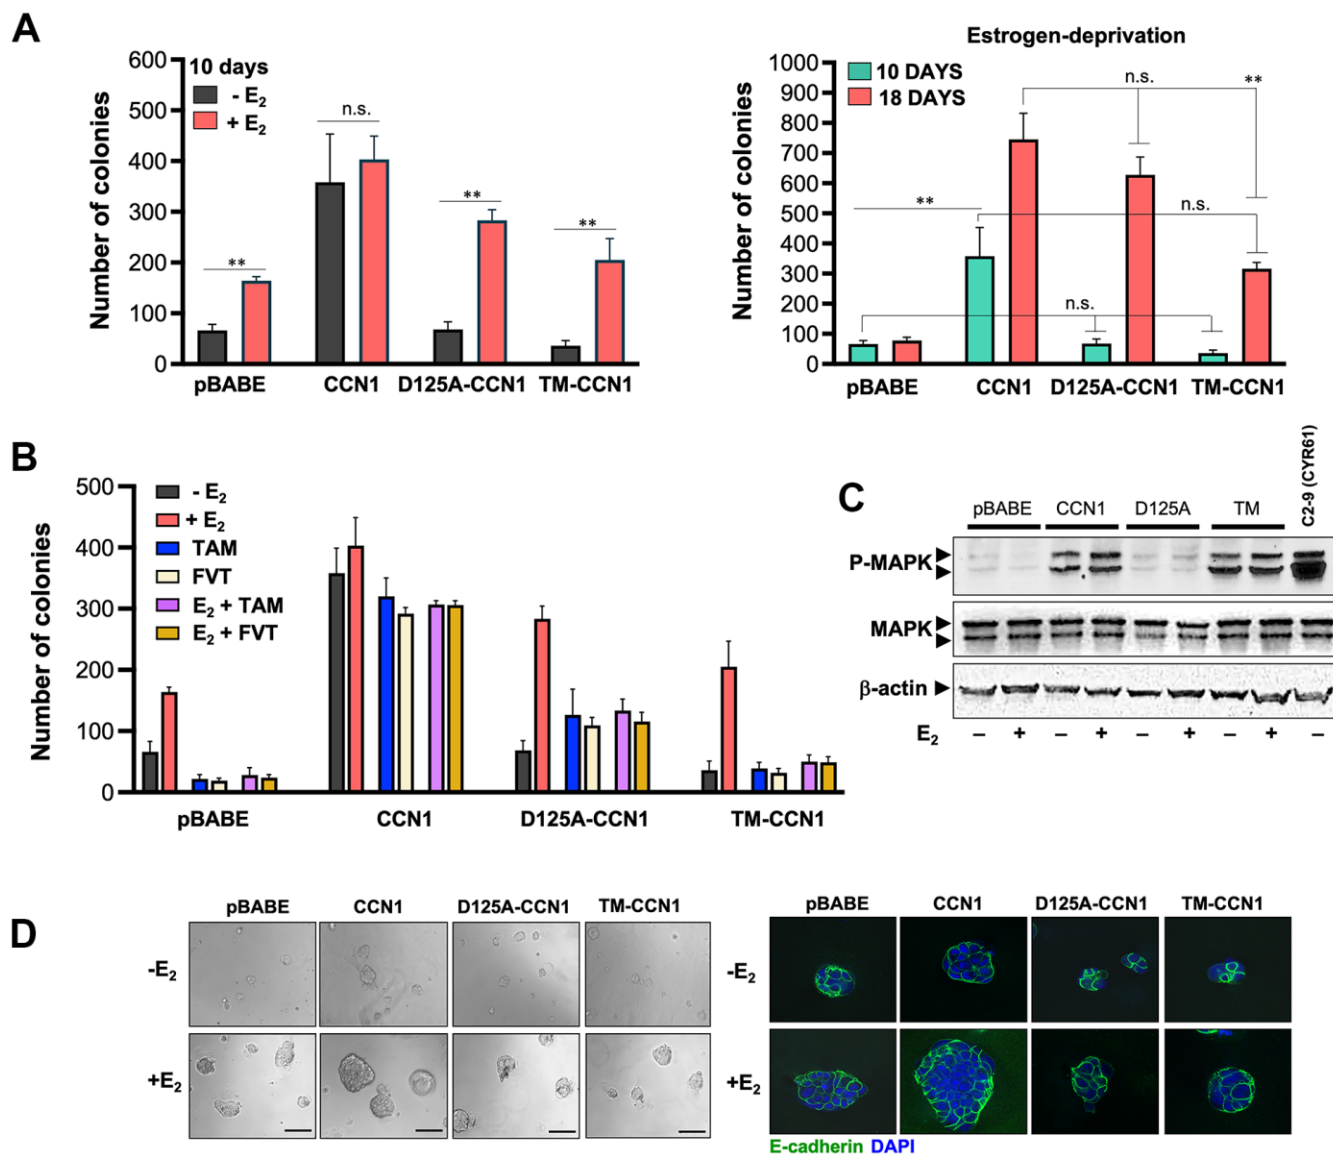 A
10 days
- E2
+ E2
Number of colonies
600
500
400
300
200
100
0
**
n.s.
**
**
pBABE
CCN1
D125A-CCN1
TM-CCN1
Estrogen-deprivation
10 DAYS
18 DAYS
Number of colonies
1000
900
800
700
600
500
400
300
200
100
0
n.s.
**
**
n.s.
n.s.
pBABE
CCN1
D125A-CCN1
TM-CCN1
B
- E2
+ E2
TAM
FVT
E2 + TAM
E2 + FVT
Number of colonies
500
400
300
200
100
0
pBABE
CCN1
D125A-CCN1
TM-CCN1
C
pBABE
CCN1
D125A
TM
C2-9 (CYR61)
P-MAPK
MAPK
β-actin
E2 – + – + – + – + –
D
pBABE
CCN1
D125A-CCN1
TM-CCN1
-E2
+E2
pBABE
CCN1
D125A-CCN1
TM-CCN1
-E2
+E2
E-cadherin DAPI